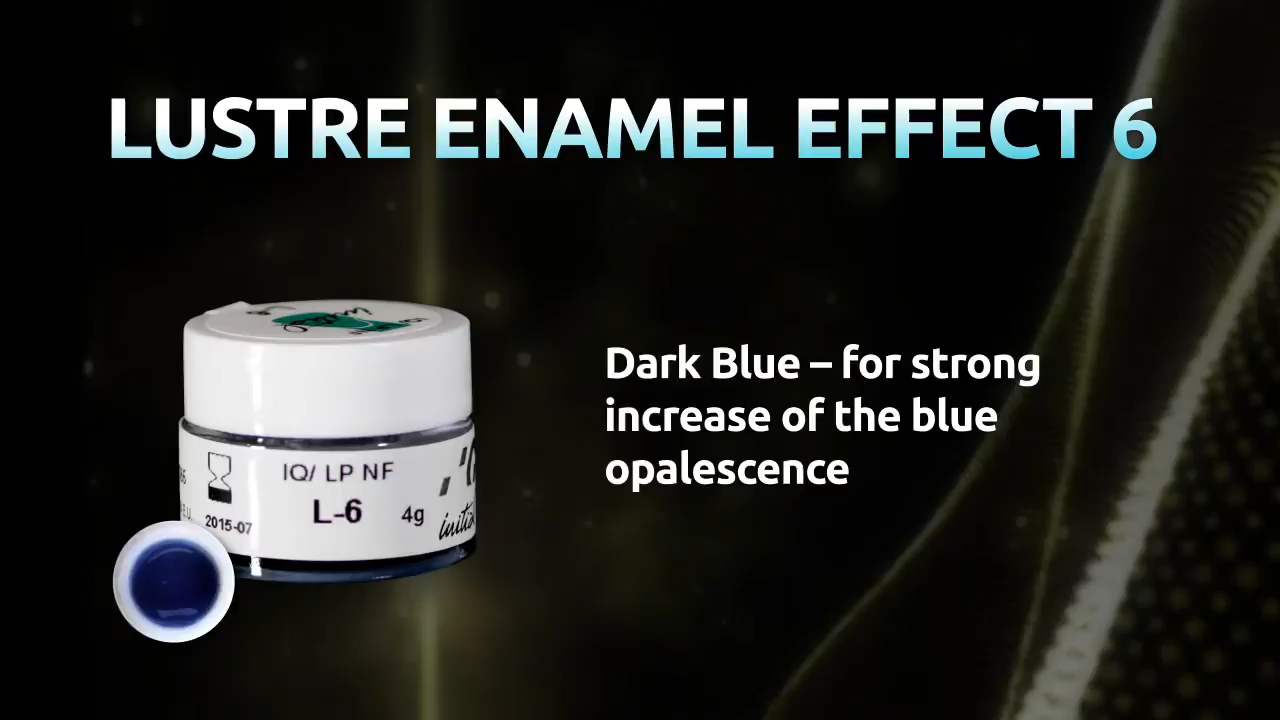 LUSTRE ENAMEL EFFECT 6
Dark Blue – for strong
increase of the blue
opalescence
IQ/ LP NF
L-6
4g
2015-07